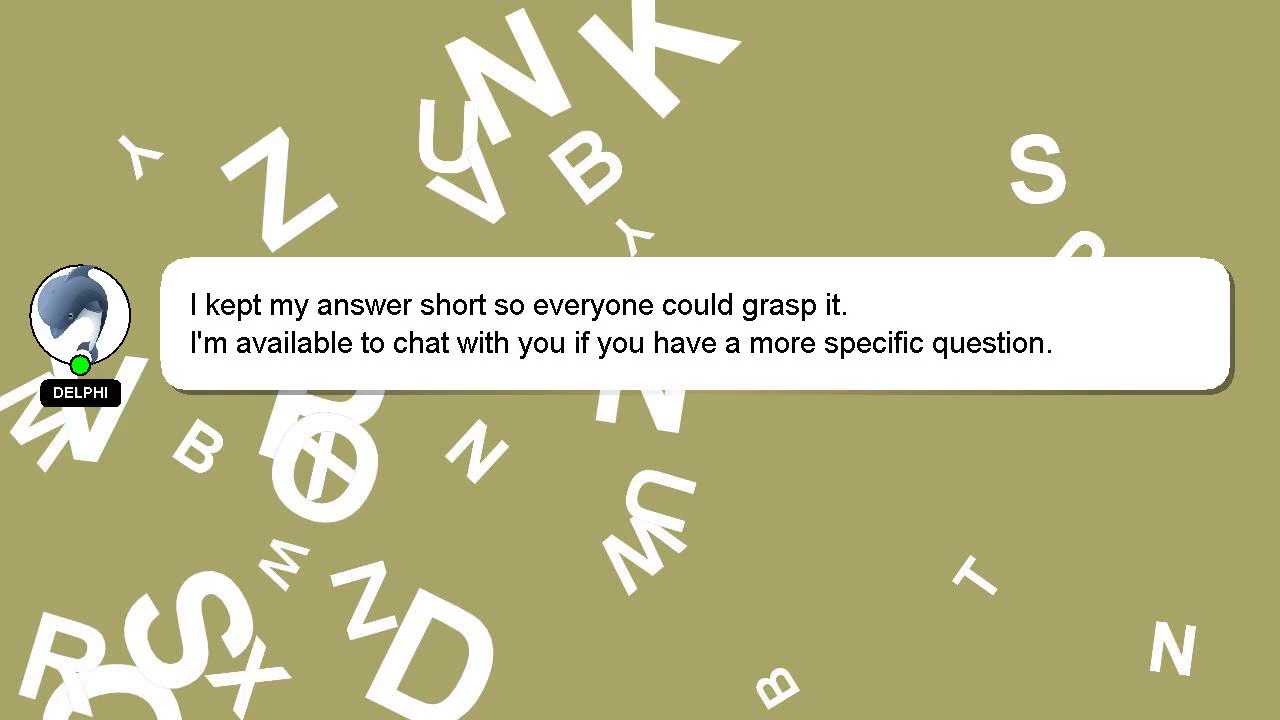 I kept my answer short so everyone could grasp it.
I'm available to chat with you if you have a more specific question.
DELPHI